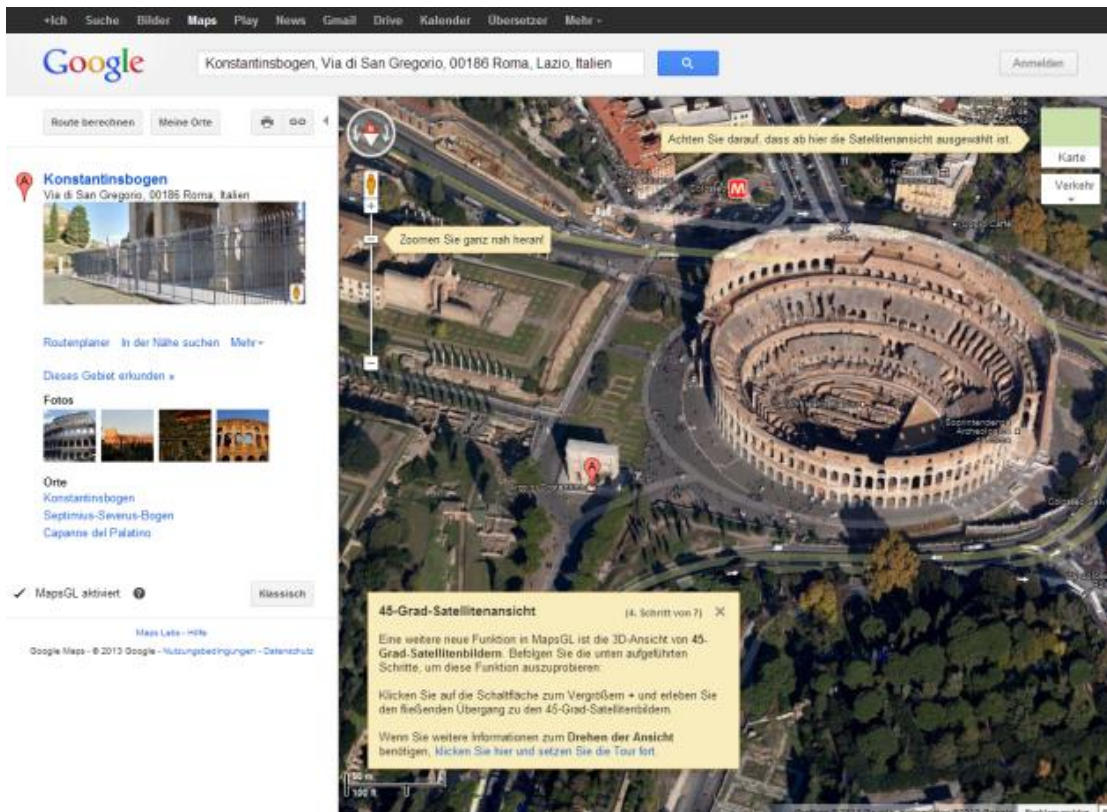 +Ich Suche Bilder Maps Play News Gmail Drive Kalender Übersetzer Mehr
Google
Konstantinsbogen, Via di San Gregorio, 00186 Roma, Lazio, Italien
Anmelden
Route berechnen Meine Orte
Achten Sie darauf, dass ab hier die Satellitenansicht ausgewählt ist.
Karte
Verkehr
A
Konstantinsbogen
Via di San Gregorio, 00186 Roma, Italien
Colosseo
M
Zoomen Sie ganz nah heran!
Routenplaner In der Nähe suchen Mehr
Dieses Gebiet erkunden »
Fotos
Orte
Konstantinsbogen
Septimius-Severus-Bogen
Capanne del Palatino
A
MapsGL aktiviert ?
Klassisch
Maps Labs - Hilfe
Google Maps - © 2013 Google - Nutzungsbedingungen - Datenschutz
45-Grad-Satellitenansicht (4. Schritt von 7)
Eine weitere neue Funktion in MapsGL ist die 3D-Ansicht von 45-
Grad-Satellitenbildern. Befolgen Sie die unten aufgeführten
Schritte, um diese Funktion auszuprobieren:
Klicken Sie auf die Schaltfläche zum Vergrößern + und erleben Sie
den fließenden Übergang zu den 45-Grad-Satellitenbildern.
Wenn Sie weitere Informationen zum Drehen der Ansicht
benötigen, klicken Sie hier und setzen Sie die Tour fort.
50 m
100 ft